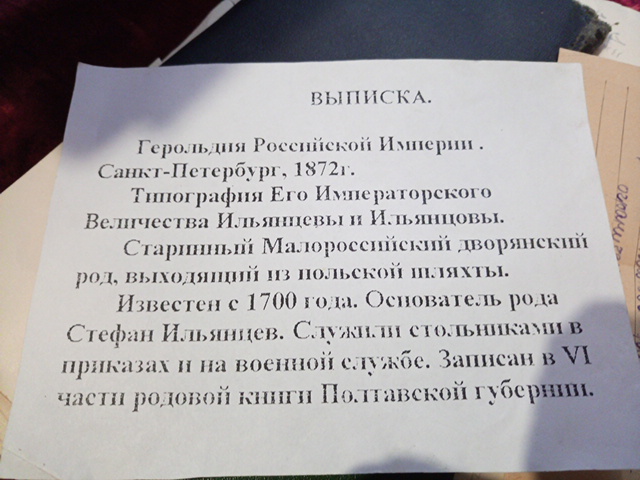 ВЫПИСКА.
Герольдия Российской Империи .
Санкт-Петербург, 1872г.
Типография Его Императорского
Величества Ильянцевы и Ильянцовы.
Старинный Малороссийский дворянский
род, выходящий из польской шляхты.
Известен с 1700 года. Основатель рода
Стефан Ильянцев. Служили стольниками в
приказах и на военной службе. Записан в VI
части родовой книги Полтавской губернии.